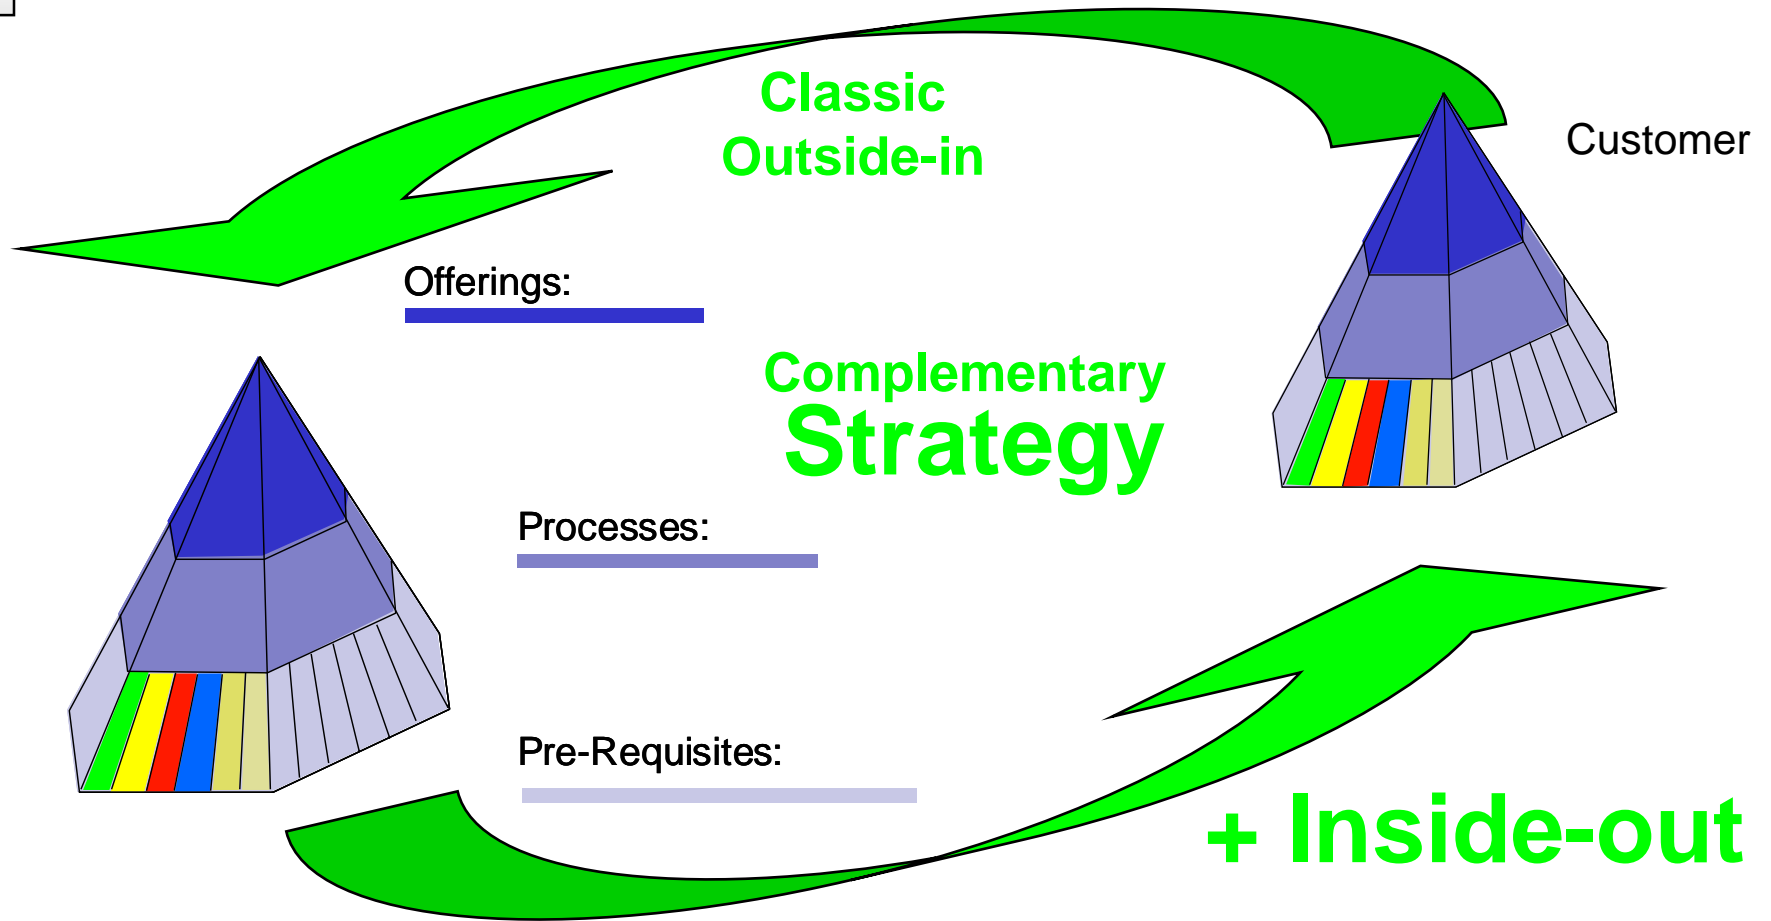 Classic
Outside-in
Customer
Offerings:
Complementary
Strategy
Processes:
Pre-Requisites:
+ Inside-out